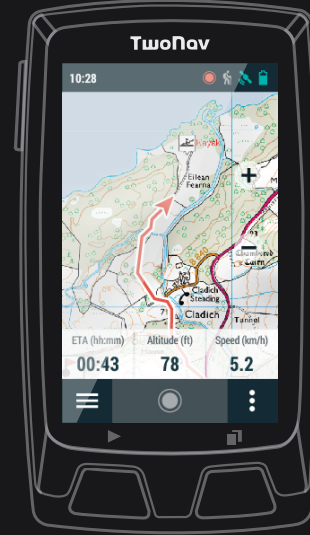 TwoNav
10:28
Kayak
Eilean
Fearna
Cladich
Steading
Cladich
Tunnel
ETA (hh:mm) Altitude (ft) Speed (km/h)
00:43 78 5.2